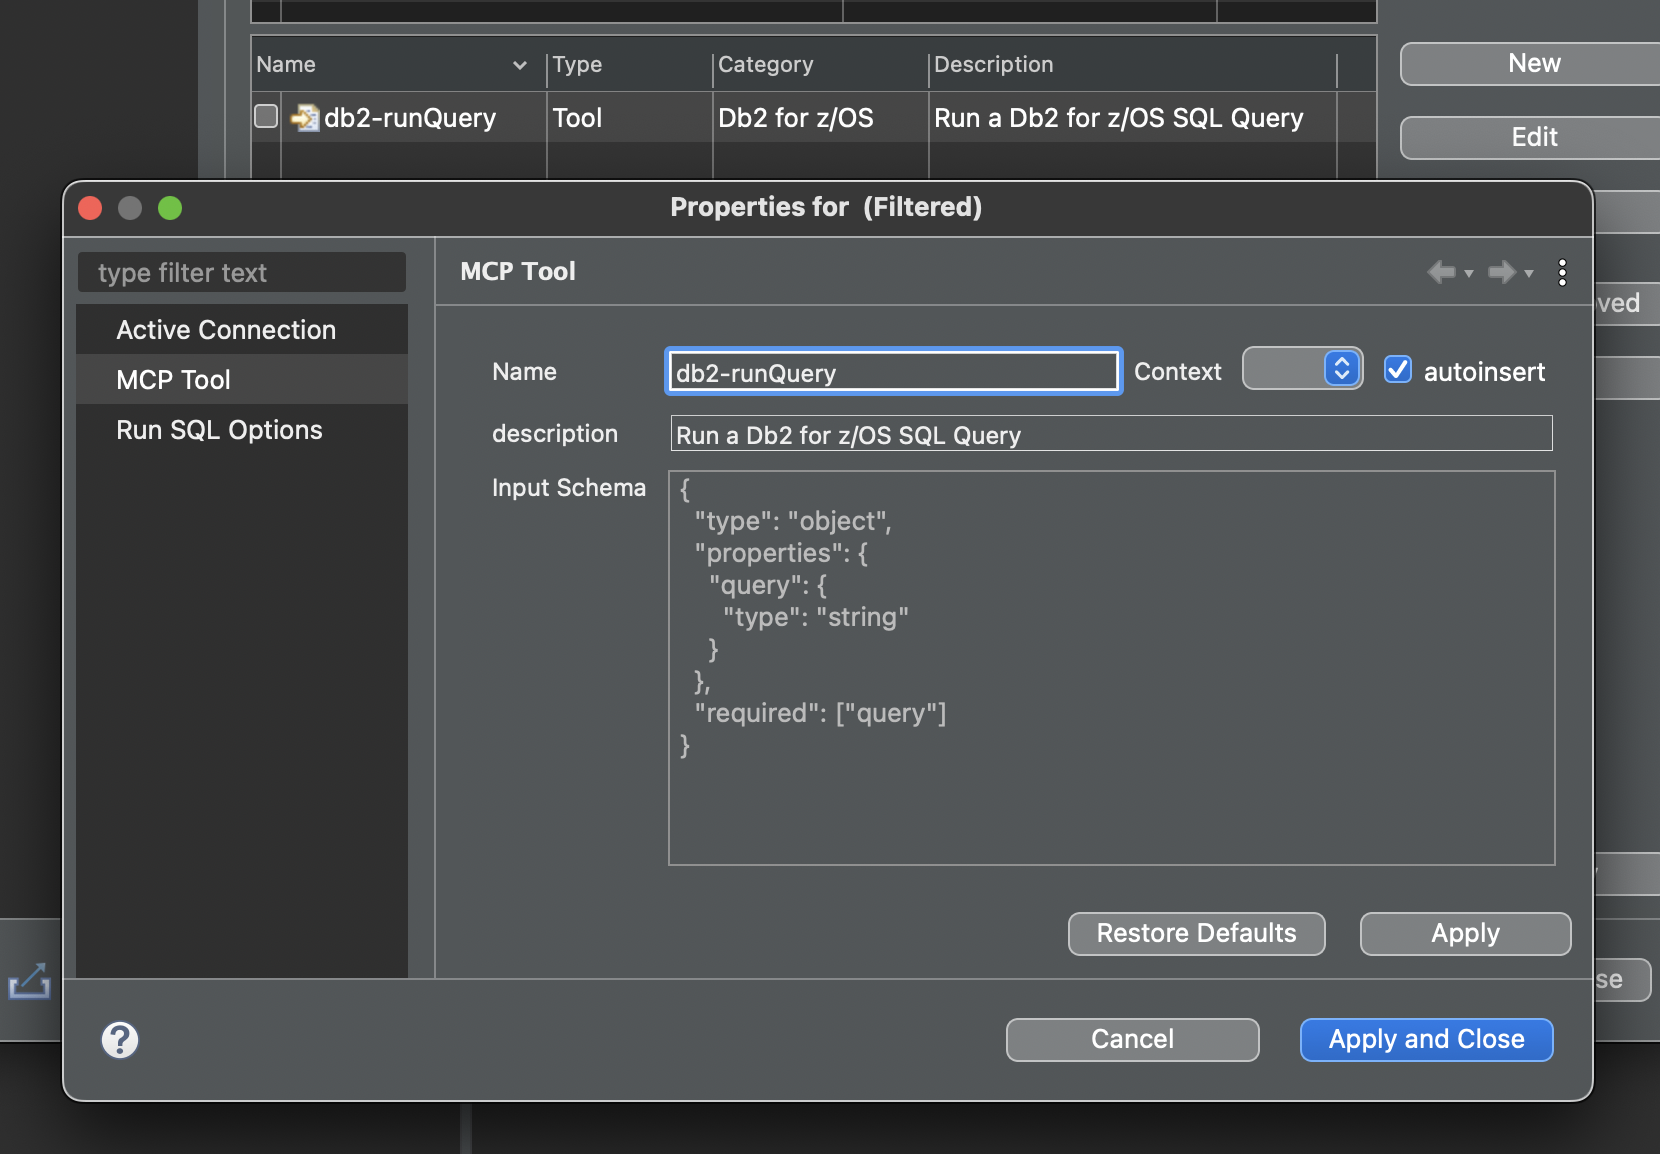 Name Type Category Description
db2-runQuery Tool Db2 for z/OS Run a Db2 for z/OS SQL Query
New
Edit
Properties for (Filtered)
type filter text
Active Connection
MCP Tool
Run SQL Options
MCP Tool
Name db2-runQuery Context autoinsert
description Run a Db2 for z/OS SQL Query
Input Schema
{
"type": "object",
"properties": {
"query": {
"type": "string"
}
},
"required": ["query"]
}
Restore Defaults Apply
Cancel Apply and Close